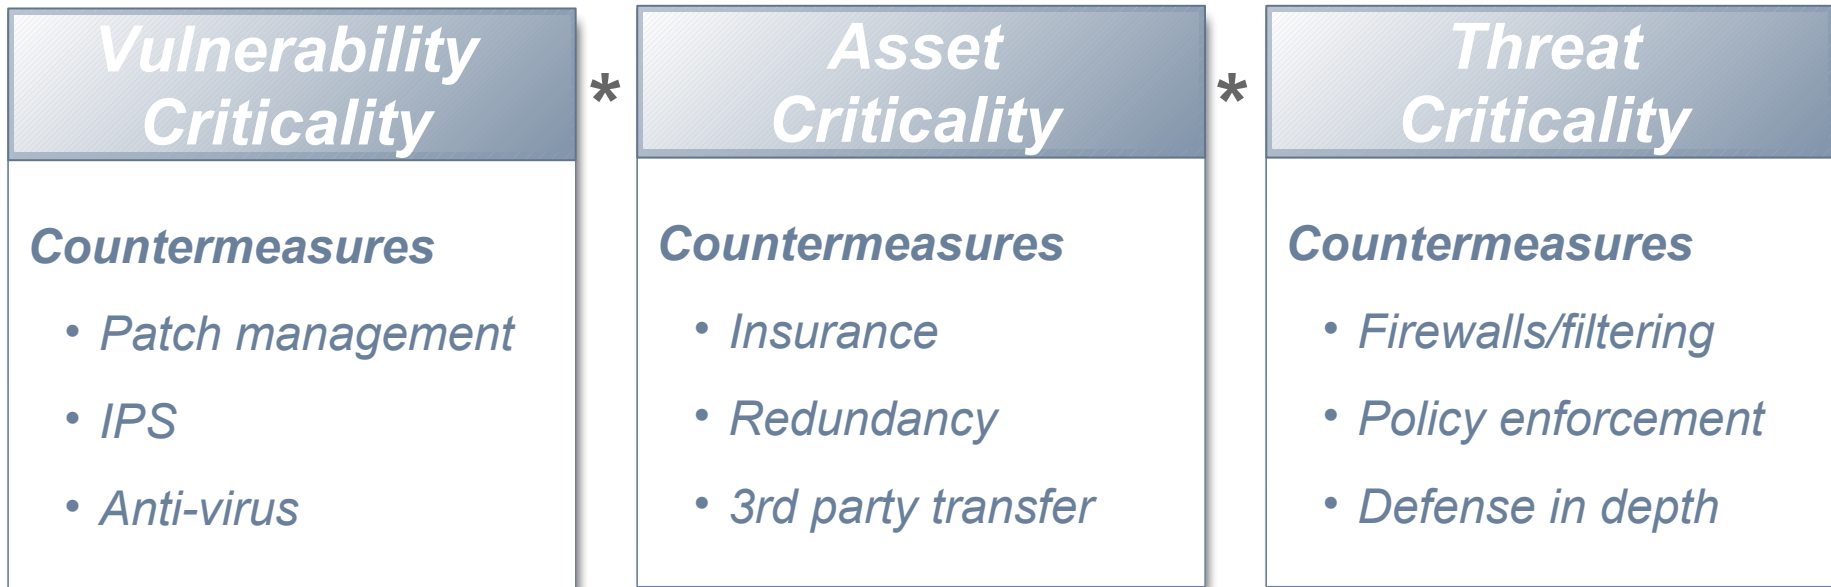 Vulnerability
Criticality
*
Asset
Criticality
*
Threat
Criticality
Countermeasures
• Patch management
• IPS
• Anti-virus
Countermeasures
• Insurance
• Redundancy
• 3rd party transfer
Countermeasures
• Firewalls/filtering
• Policy enforcement
• Defense in depth